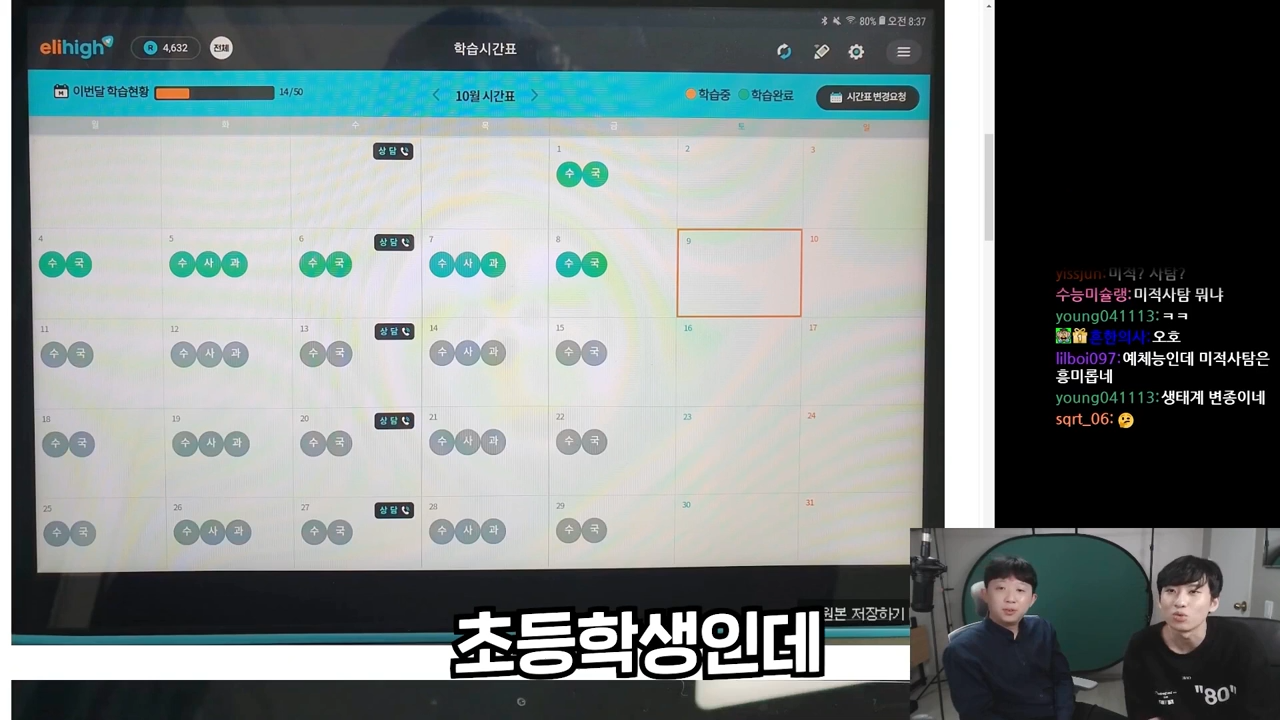 80% 오전 8:37
elihigh R 4,632 전체 학습시간표
이번달 학습현황 14/50 10월 시간표 학습중 학습완료 시간표 변경요청
월 화 수 목 금 토 일
상담 1 2 3
수 국
4 5 6 상담 7 8 9 10
수 국 수 사 과 수 국 수 사 과 수 국
11 12 13 상담 14 15 16 17
수 국 수 사 과 수 국 수 사 과 수 국
18 19 20 상담 21 22 23 24
수 국 수 사 과 수 국 수 사 과 수 국
25 26 27 상담 28 29 30 31
수 국 수 사 과 수 국 수 사 과 수 국
원본 저장하기
초등학생인데
yissjun: 미적? 사탐?
수능미슐랭: 미적사탐 뭐냐
young041113: ㅋㅋ
흔한의사: 오호
lilboi097: 예체능인데 미적사탐은
흥미롭네
young041113: 생태계 변종이네
sqrt_06: 🤔
"80"